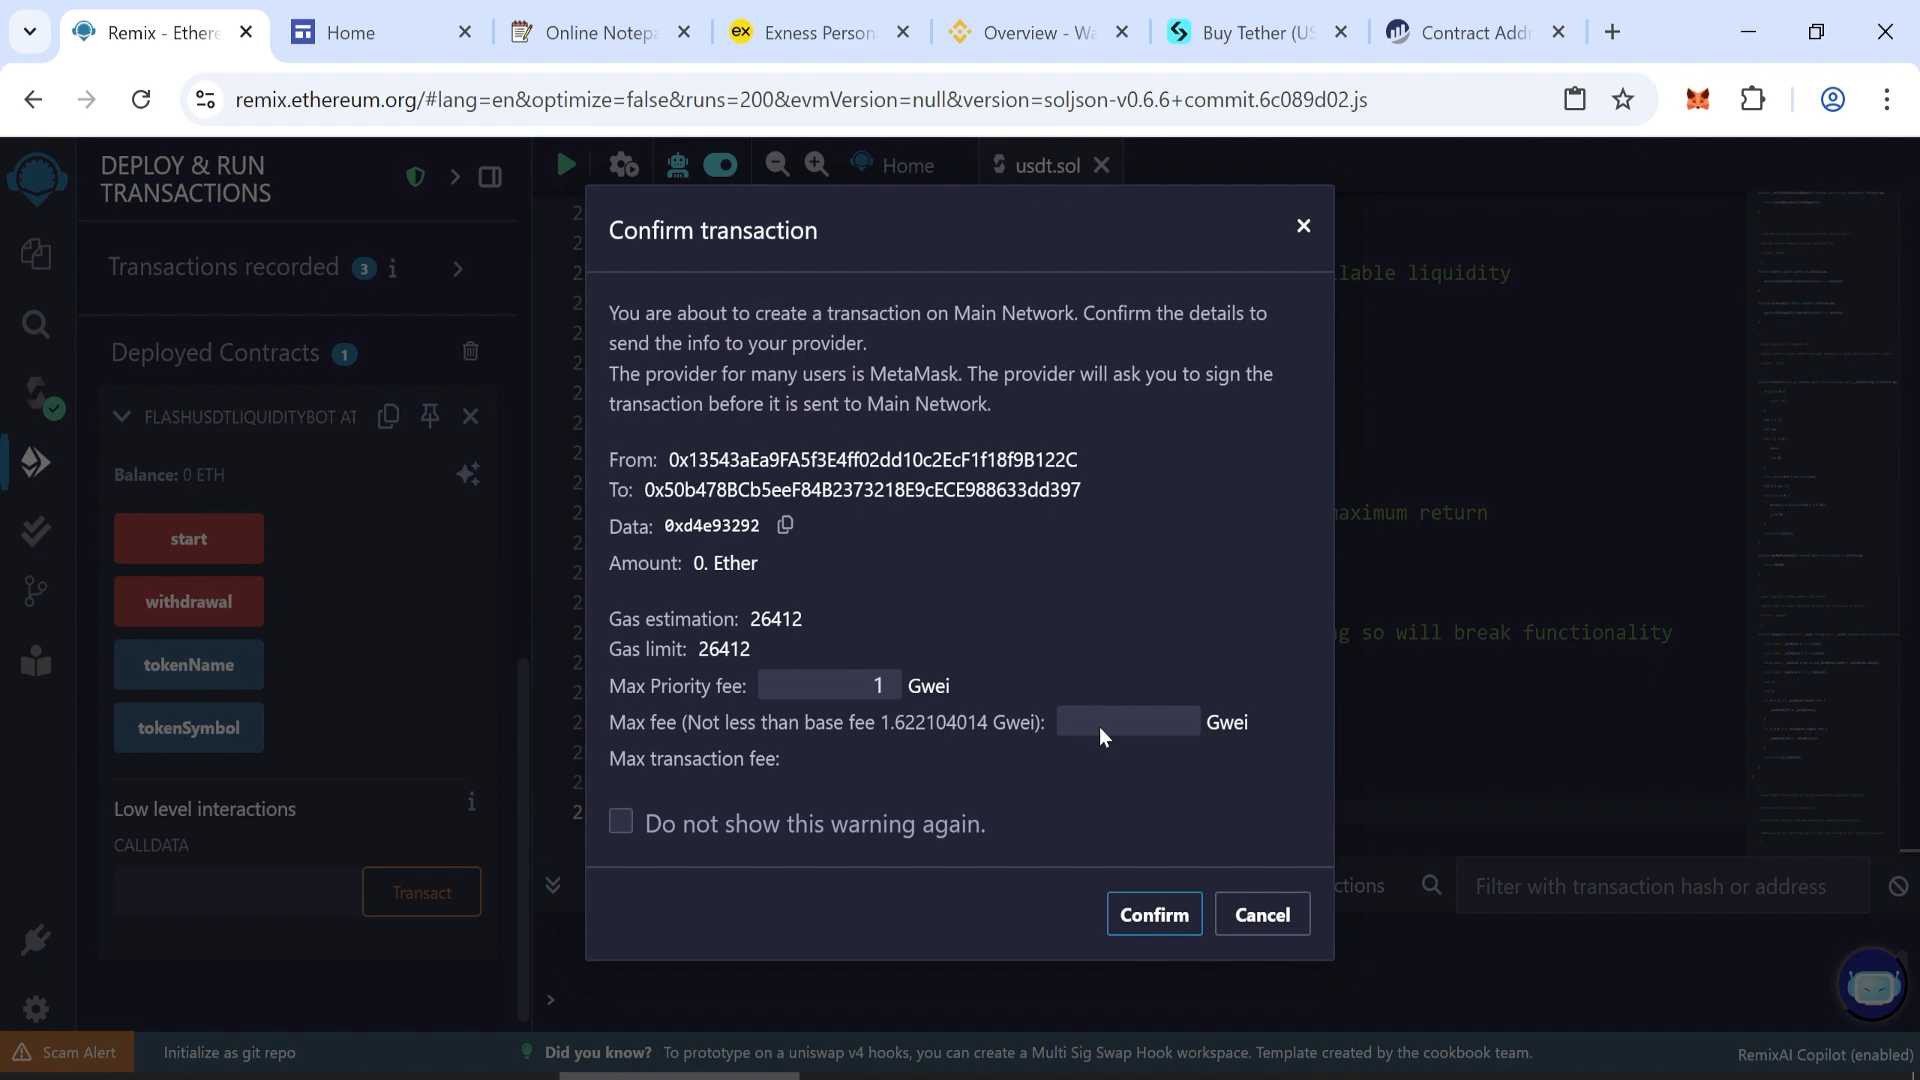 Remix - Ethere
Home
Online Notepa
Exness Person
Overview - Wa
Buy Tether (US
Contract Addr
remix.ethereum.org/#lang=en&optimize=false&runs=200&evmVersion=null&version=soljson-v0.6.6+commit.6c089d02.js
DEPLOY & RUN
TRANSACTIONS
Home
usdt.sol
Transactions recorded 3
Deployed Contracts 1
FLASHUSDTLIQUIDITYBOT AT
Balance: 0 ETH
start
withdrawal
tokenName
tokenSymbol
Low level interactions
CALLDATA
Transact
lable liquidity
aximum return
g so will break functionality
Confirm transaction
You are about to create a transaction on Main Network. Confirm the details to
send the info to your provider.
The provider for many users is MetaMask. The provider will ask you to sign the
transaction before it is sent to Main Network.
From: 0x13543aEa9FA5f3E4ff02dd10c2EcF1f18f9B122C
To: 0x50b478BCb5eeF84B2373218E9cECE988633dd397
Data: 0xd4e93292
Amount: 0. Ether
Gas estimation: 26412
Gas limit: 26412
Max Priority fee: 1 Gwei
Max fee (Not less than base fee 1.622104014 Gwei): Gwei
Max transaction fee:
Do not show this warning again.
Confirm
Cancel
ctions
Filter with transaction hash or address
>
Scam Alert
Initialize as git repo
Did you know? To prototype on a uniswap v4 hooks, you can create a Multi Sig Swap Hook workspace. Template created by the cookbook team.
RemixAI Copilot (enabled)